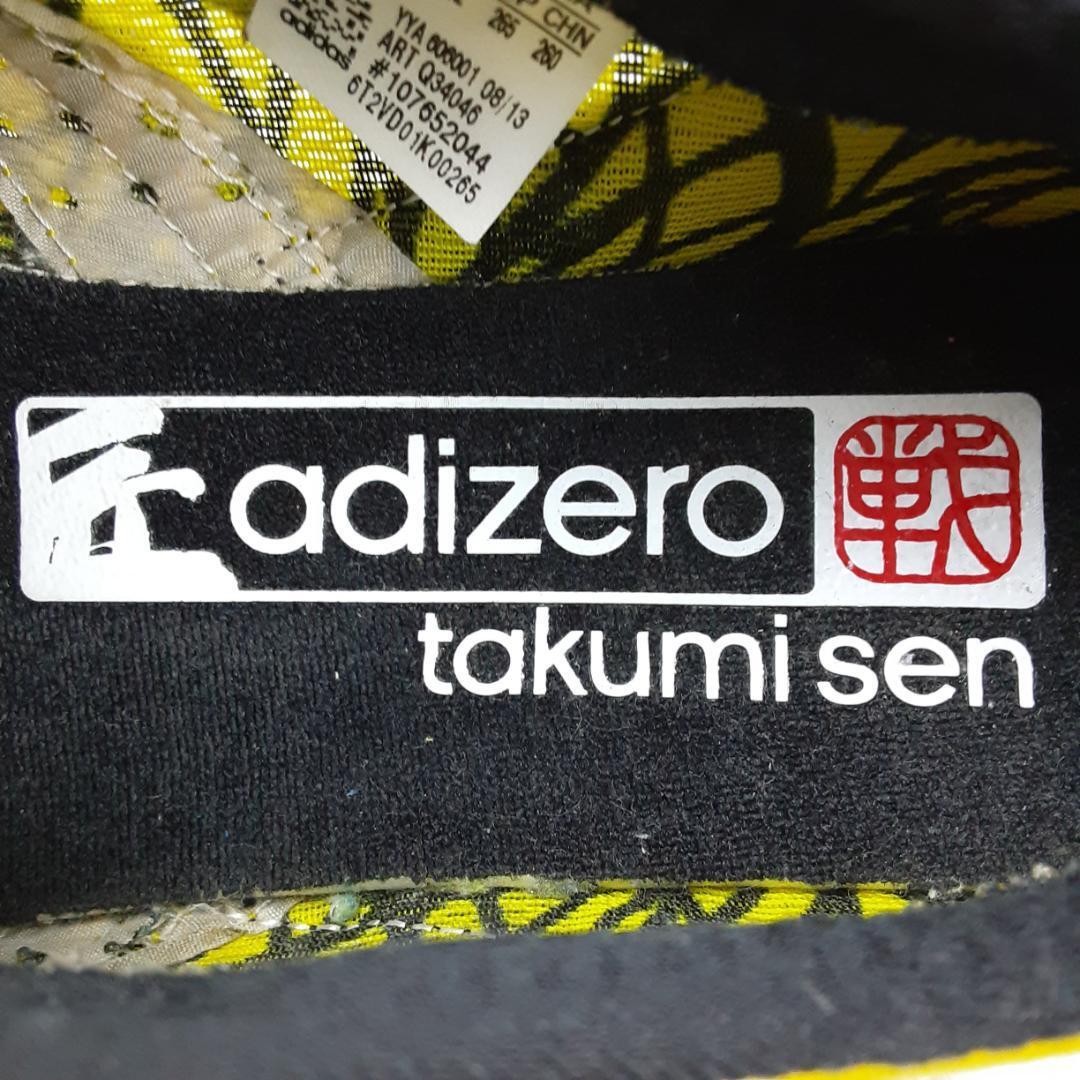 CHN
265 260
adidas
YYA 606001 08/13
ART Q34046
#107652044
6T2VD01K00265
adizero
戦
takumi sen